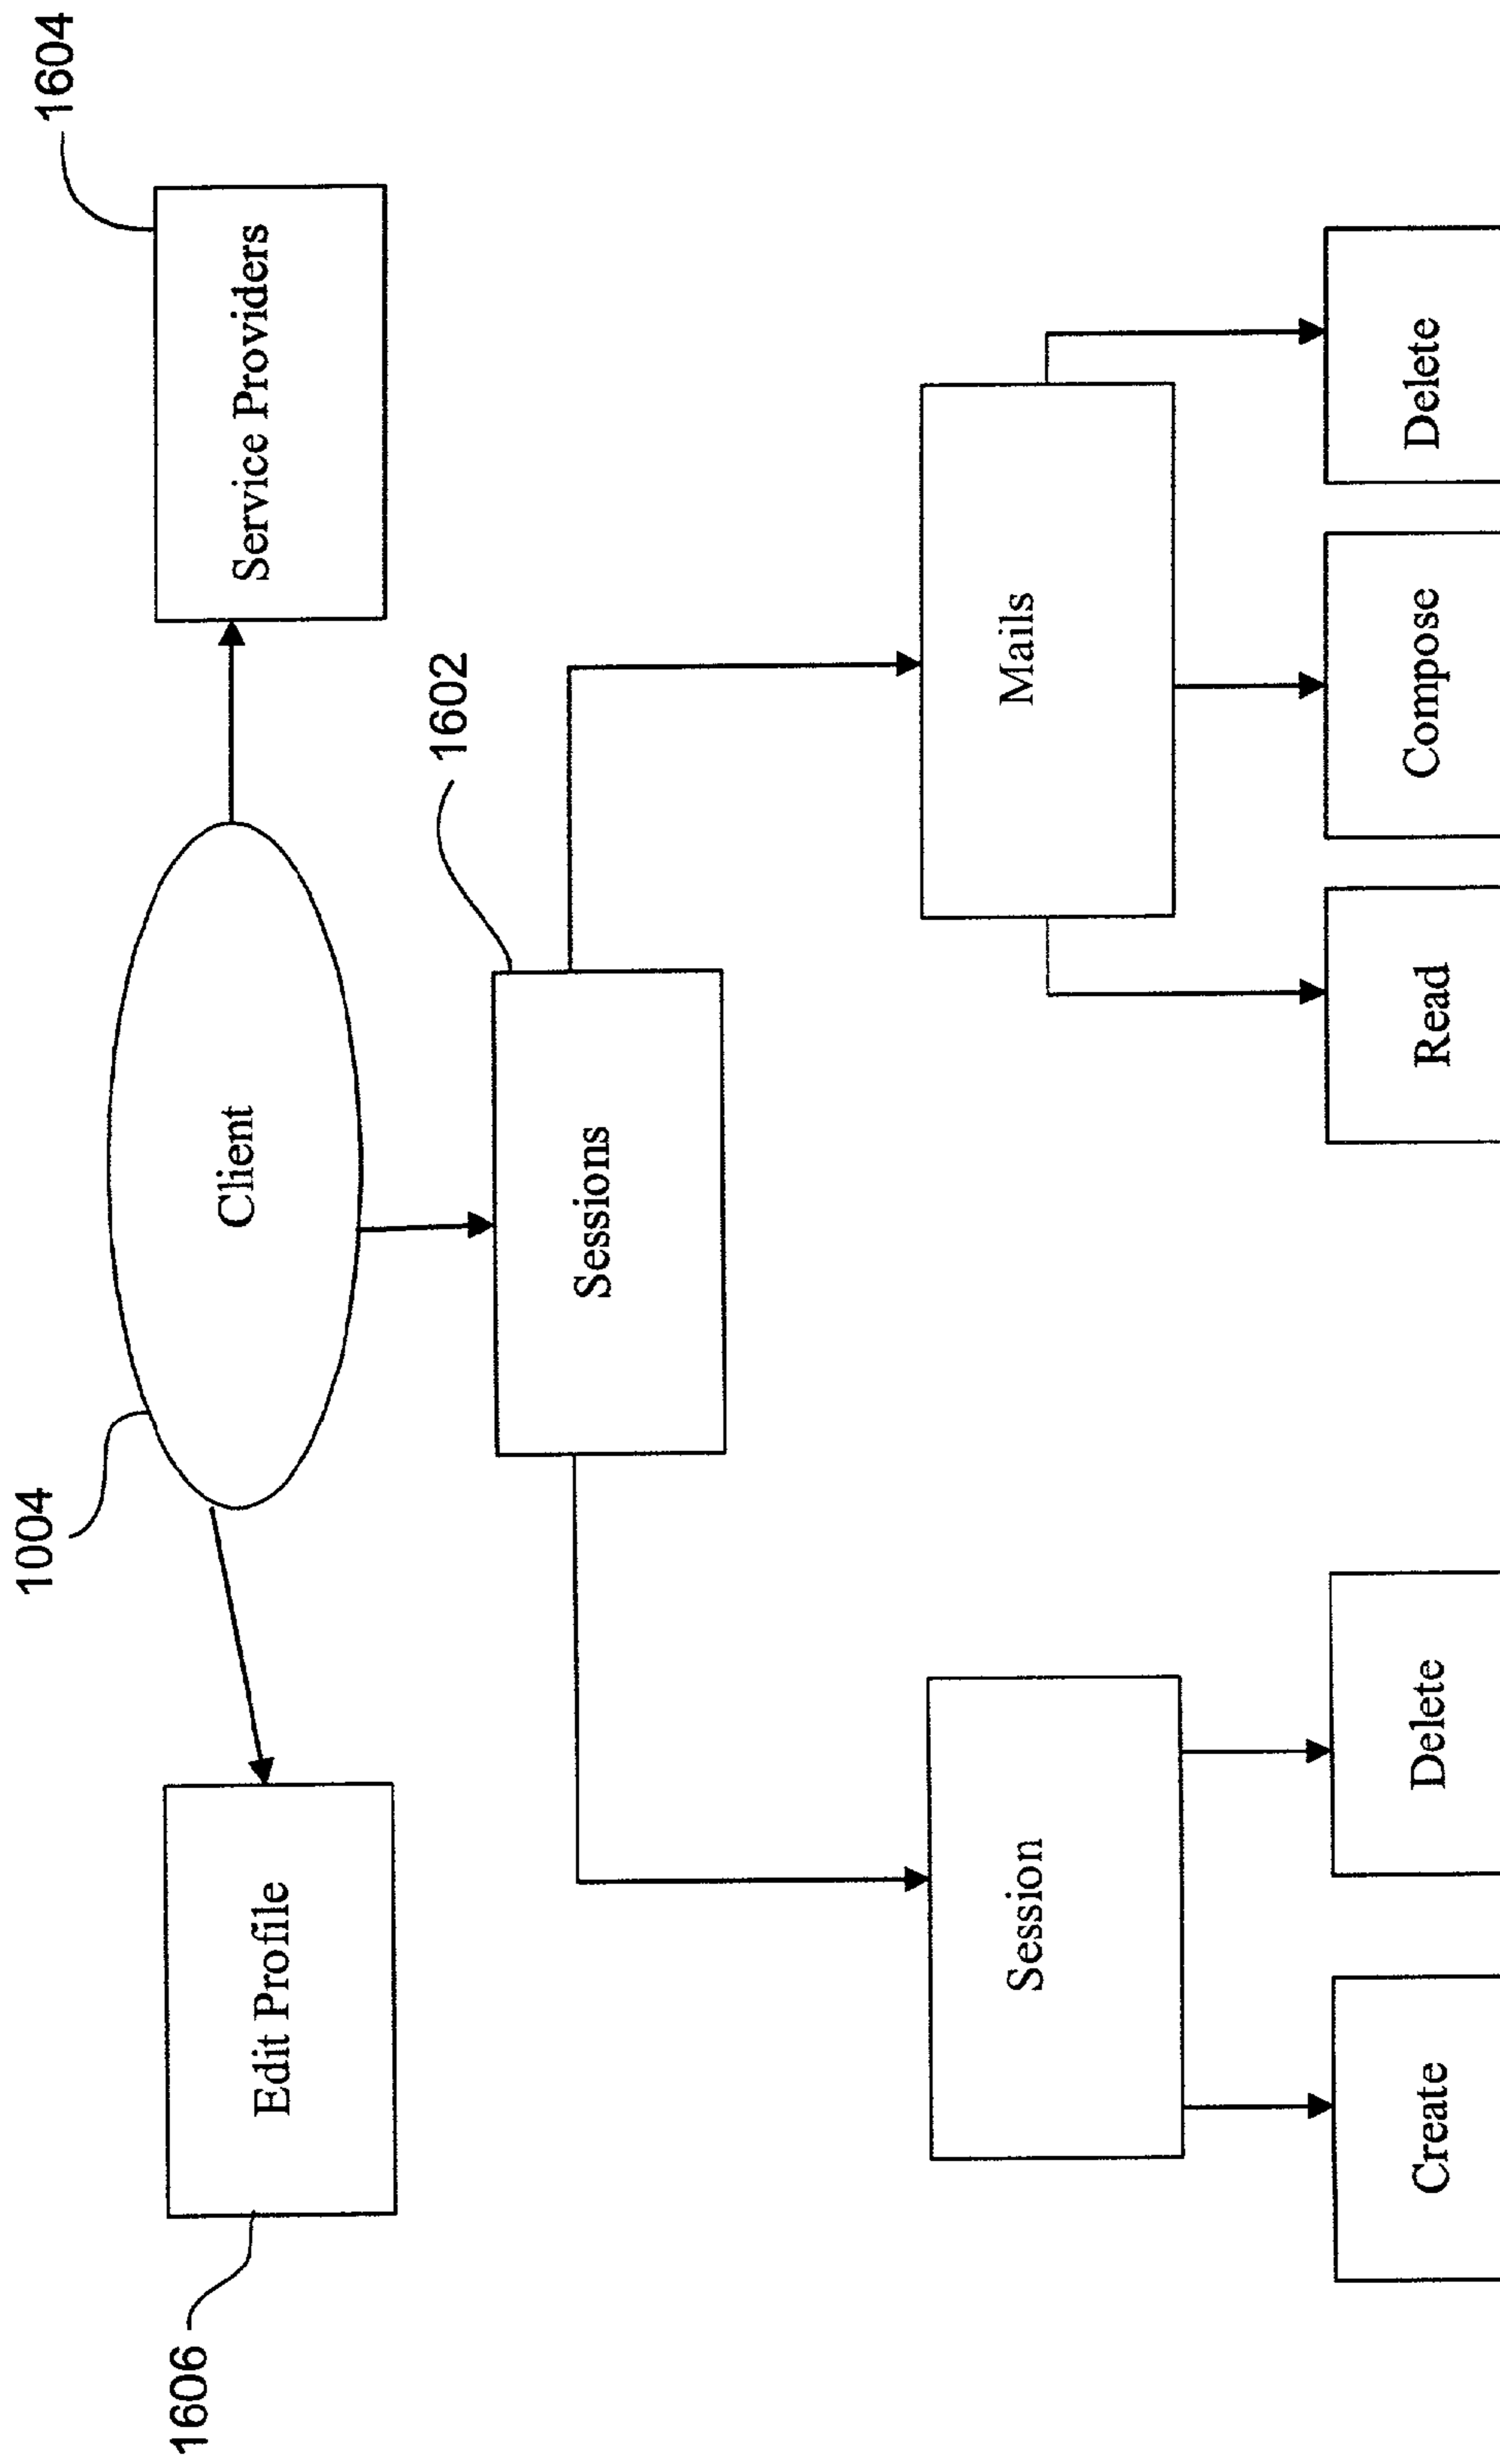 1606
Edit Profile
1004
Client
1604
Service Providers
1602
Sessions
Session
Mails
Create
Delete
Read
Compose
Delete